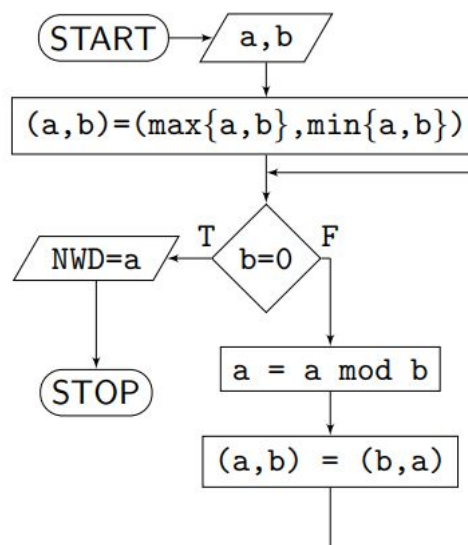 START
a,b
(a,b)=(max{a,b},min{a,b})
T
F
NWD=a
b=0
a = a mod b
STOP
(a,b) = (b,a)